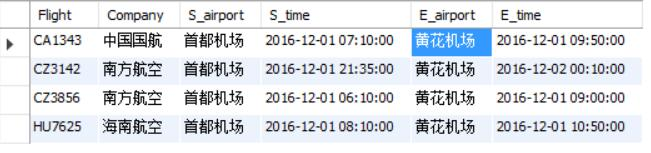 Flight Company S_airport S_time E_airport E_time
CA1343 中国国航 首都机场 2016-12-01 07:10:00 黄花机场 2016-12-01 09:50:00
CZ3142 南方航空 首都机场 2016-12-01 21:35:00 黄花机场 2016-12-02 00:10:00
CZ3856 南方航空 首都机场 2016-12-01 06:10:00 黄花机场 2016-12-01 09:00:00
HU7625 海南航空 首都机场 2016-12-01 08:10:00 黄花机场 2016-12-01 10:50:00